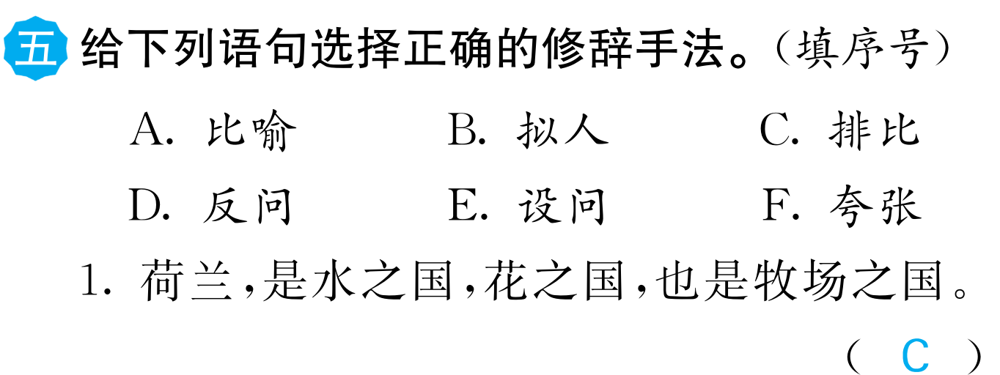 五 给下列语句选择正确的修辞手法。(填序号)
A. 比喻 B. 拟人 C. 排比
D. 反问 E. 设问 F. 夸张
1. 荷兰,是水之国,花之国,也是牧场之国。
( C )